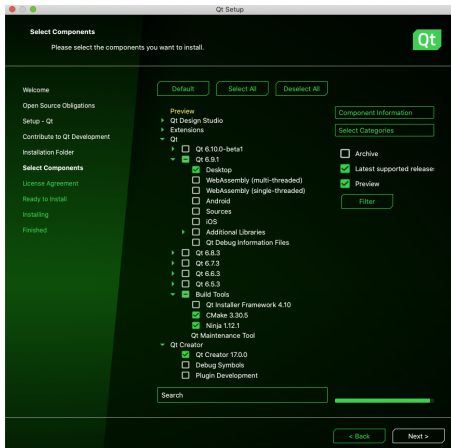 Qt Setup
Select Components
Please select the components you want to install.
Qt
Welcome
Open Source Obligations
Setup - Qt
Contribute to Qt Development
Installation Folder
Select Components
License Agreement
Ready to Install
Installing
Finished
Default
Select All
Deselect All
Preview
Qt Design Studio
Extensions
Qt
Qt 6.10.0-beta1
Qt 6.9.1
Desktop
WebAssembly (multi-threaded)
WebAssembly (single-threaded)
Android
Sources
iOS
Additional Libraries
Qt Debug Information Files
Qt 6.8.3
Qt 6.7.3
Qt 6.6.3
Qt 6.5.3
Build Tools
Qt Installer Framework 4.10
CMake 3.30.5
Ninja 1.12.1
Qt Maintenance Tool
Qt Creator
Qt Creator 17.0.0
Debug Symbols
Plugin Development
Search
Component Information
Select Categories
Archive
Latest supported release:
Preview
Filter
< Back
Next >